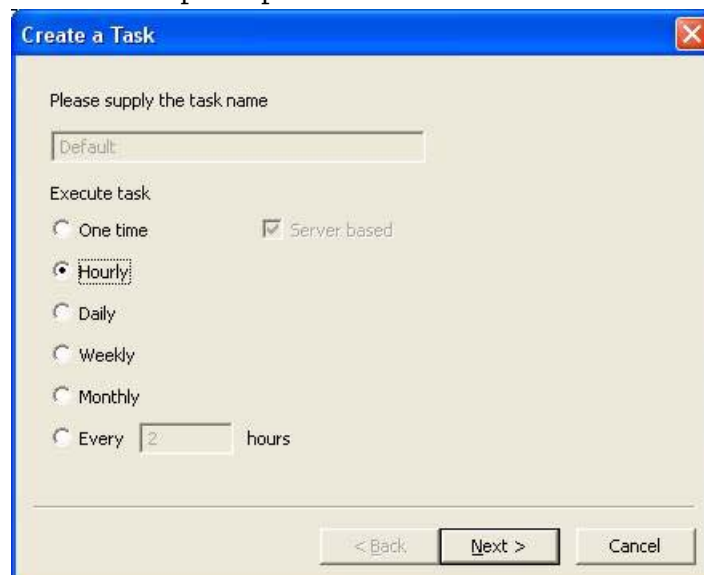 Create a Task
Please supply the task name
Default
Execute task
One time Server based
Hourly
Daily
Weekly
Monthly
Every 2 hours
< Back Next > Cancel